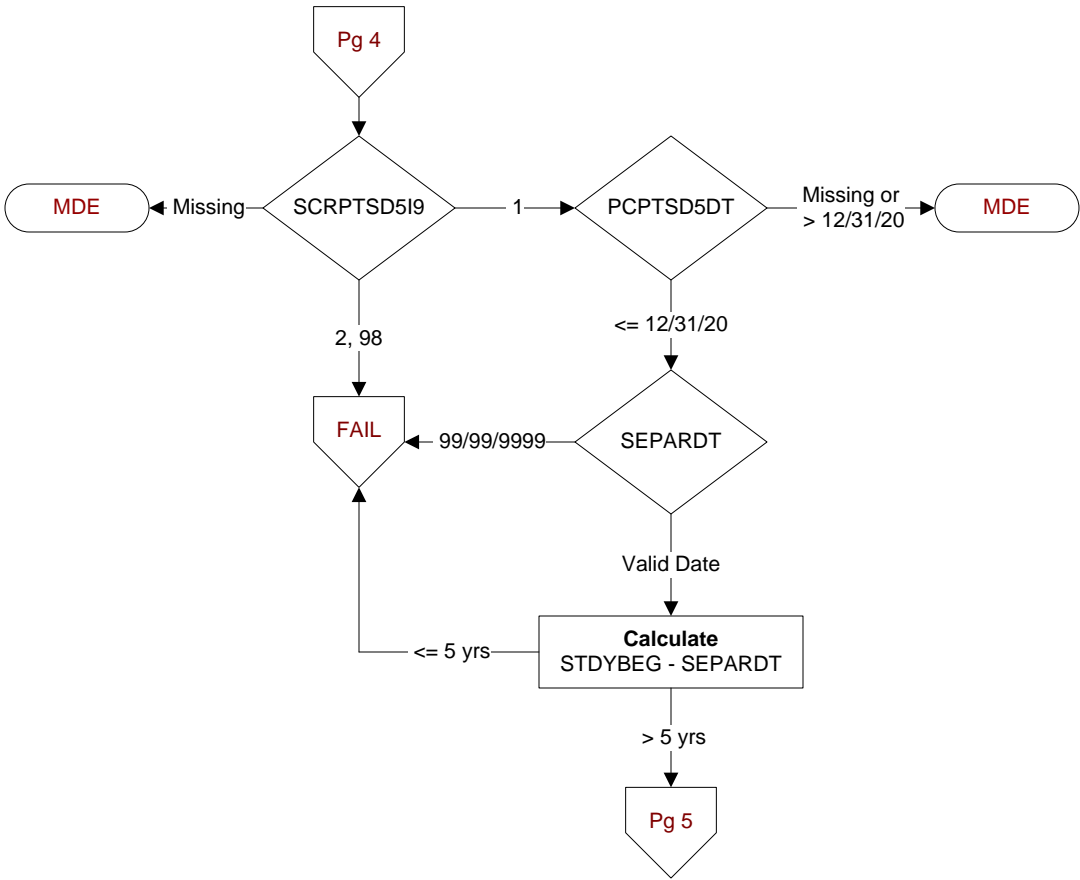 Pg 4
MDE
Missing
SCRPTSD5I9
1
PCPTSD5DT
Missing or
> 12/31/20
MDE
2, 98
<= 12/31/20
FAIL
99/99/9999
SEPARDT
Valid Date
<= 5 yrs
Calculate
STDYBEG - SEPARDT
> 5 yrs
Pg 5